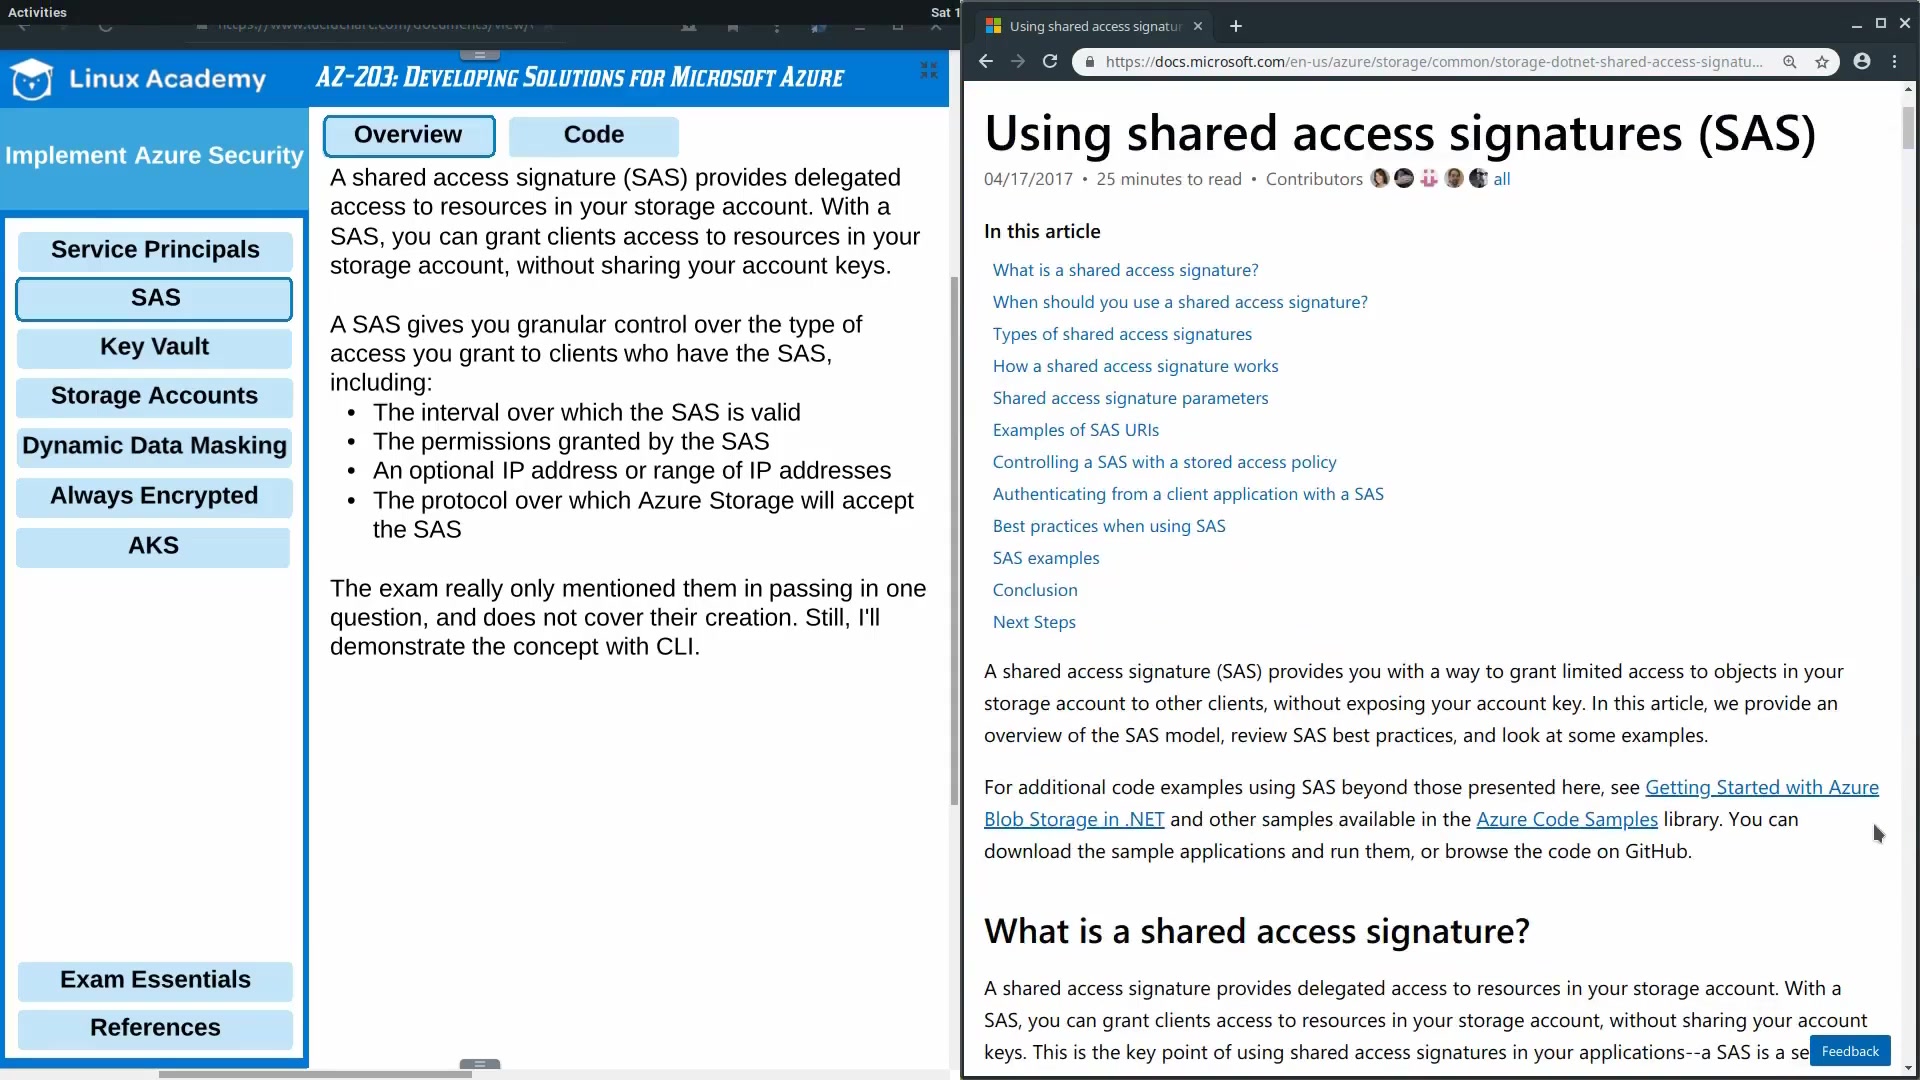 Activities
Sat 1
Linux Academy
AZ-203: Developing Solutions for Microsoft Azure
Implement Azure Security
Service Principals
SAS
Key Vault
Storage Accounts
Dynamic Data Masking
Always Encrypted
AKS
Exam Essentials
References
Overview
Code
A shared access signature (SAS) provides delegated
access to resources in your storage account. With a
SAS, you can grant clients access to resources in your
storage account, without sharing your account keys.
A SAS gives you granular control over the type of
access you grant to clients who have the SAS,
including:
• The interval over which the SAS is valid
• The permissions granted by the SAS
• An optional IP address or range of IP addresses
• The protocol over which Azure Storage will accept
the SAS
The exam really only mentioned them in passing in one
question, and does not cover their creation. Still, I'll
demonstrate the concept with CLI.
Using shared access signatur
https://docs.microsoft.com/en-us/azure/storage/common/storage-dotnet-shared-access-signatu...
Using shared access signatures (SAS)
04/17/2017 • 25 minutes to read • Contributors all
In this article
What is a shared access signature?
When should you use a shared access signature?
Types of shared access signatures
How a shared access signature works
Shared access signature parameters
Examples of SAS URIs
Controlling a SAS with a stored access policy
Authenticating from a client application with a SAS
Best practices when using SAS
SAS examples
Conclusion
Next Steps
A shared access signature (SAS) provides you with a way to grant limited access to objects in your
storage account to other clients, without exposing your account key. In this article, we provide an
overview of the SAS model, review SAS best practices, and look at some examples.
For additional code examples using SAS beyond those presented here, see Getting Started with Azure
Blob Storage in .NET and other samples available in the Azure Code Samples library. You can
download the sample applications and run them, or browse the code on GitHub.
What is a shared access signature?
A shared access signature provides delegated access to resources in your storage account. With a
SAS, you can grant clients access to resources in your storage account, without sharing your account
keys. This is the key point of using shared access signatures in your applications--a SAS is a se
Feedback